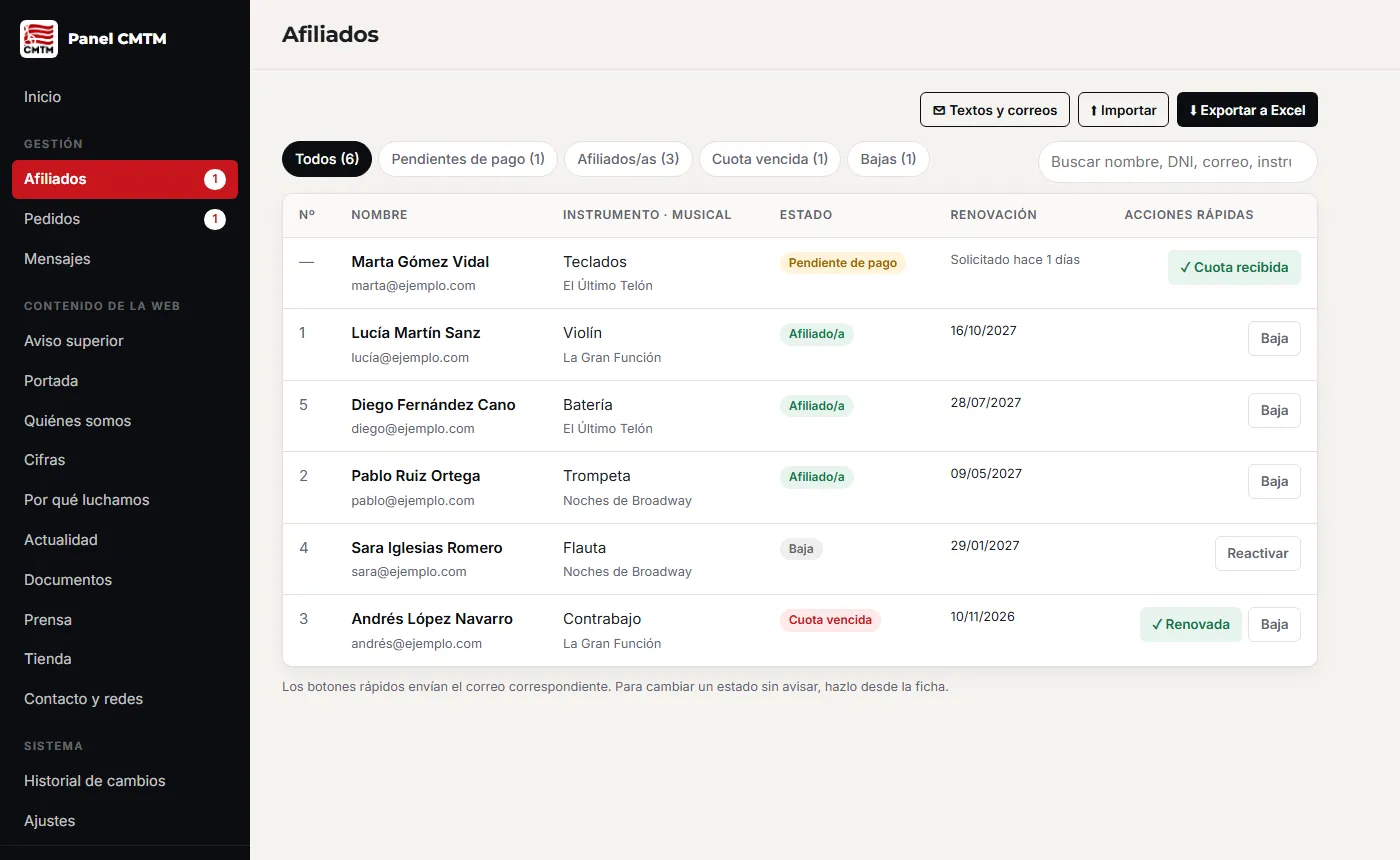 CMTM
Panel CMTM
Inicio
GESTIÓN
Afiliados 1
Pedidos 1
Mensajes
CONTENIDO DE LA WEB
Aviso superior
Portada
Quiénes somos
Cifras
Por qué luchamos
Actualidad
Documentos
Prensa
Tienda
Contacto y redes
SISTEMA
Historial de cambios
Ajustes
Afiliados
Textos y correos Importar Exportar a Excel
Todos (6) Pendientes de pago (1) Afiliados/as (3) Cuota vencida (1) Bajas (1) Buscar nombre, DNI, correo, instru
Nº NOMBRE INSTRUMENTO · MUSICAL ESTADO RENOVACIÓN ACCIONES RÁPIDAS
— Marta Gómez Vidal Teclados Pendiente de pago Solicitado hace 1 días ✓ Cuota recibida
marta@ejemplo.com El Último Telón
1 Lucía Martín Sanz Violín Afiliado/a 16/10/2027 Baja
lucía@ejemplo.com La Gran Función
5 Diego Fernández Cano Batería Afiliado/a 28/07/2027 Baja
diego@ejemplo.com El Último Telón
2 Pablo Ruiz Ortega Trompeta Afiliado/a 09/05/2027 Baja
pablo@ejemplo.com Noches de Broadway
4 Sara Iglesias Romero Flauta Baja 29/01/2027 Reactivar
sara@ejemplo.com Noches de Broadway
3 Andrés López Navarro Contrabajo Cuota vencida 10/11/2026 ✓ Renovada Baja
andrés@ejemplo.com La Gran Función
Los botones rápidos envían el correo correspondiente. Para cambiar un estado sin avisar, hazlo desde la ficha.